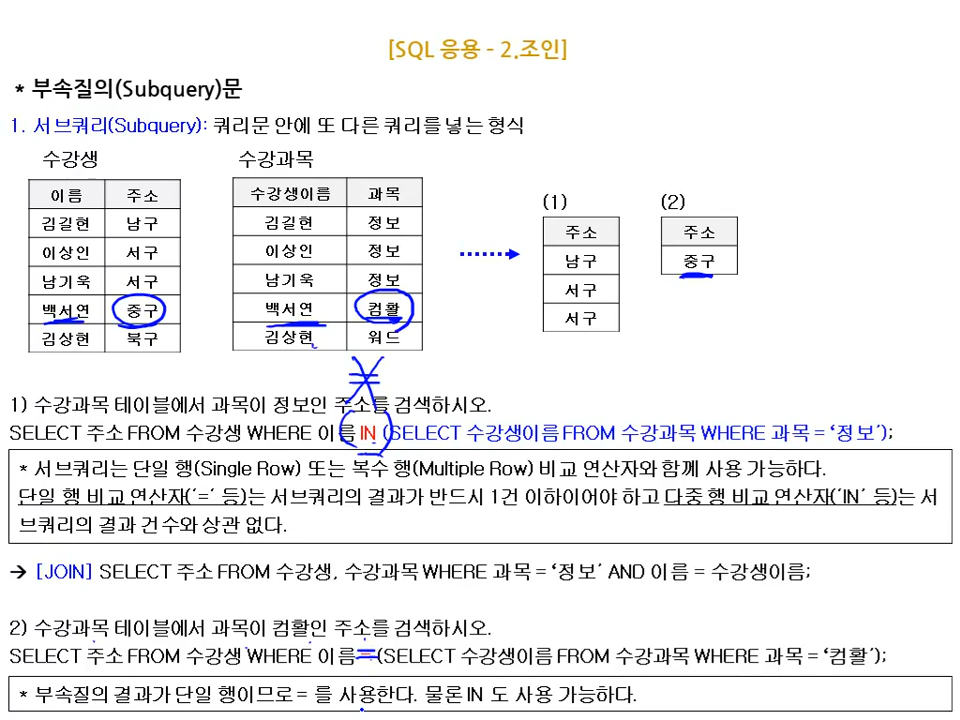 [SQL 응용 - 2.조인]
* 부속질의(Subquery)문
1. 서브쿼리(Subquery): 쿼리문 안에 또 다른 쿼리를 넣는 형식
수강생
이름 주소
김길현 남구
이상인 서구
남기욱 서구
백서연 중구
김상현 북구
수강과목
수강생이름 과목
김길현 정보
이상인 정보
남기욱 정보
백서연 컴활
김상현 워드
(1)
주소
남구
서구
서구
(2)
주소
중구
1) 수강과목 테이블에서 과목이 정보인 주소를 검색하시오.
SELECT 주소 FROM 수강생 WHERE 이름 IN (SELECT 수강생이름 FROM 수강과목 WHERE 과목 = ‘정보’);
* 서브쿼리는 단일 행(Single Row) 또는 복수 행(Multiple Row) 비교 연산자와 함께 사용 가능하다.
단일 행 비교 연산자(‘=‘ 등)는 서브쿼리의 결과가 반드시 1건 이하이어야 하고 다중 행 비교 연산자(‘IN’ 등)는 서
브쿼리의 결과 건수와 상관 없다.
→ [JOIN] SELECT 주소 FROM 수강생, 수강과목 WHERE 과목 = ‘정보’ AND 이름 = 수강생이름;
2) 수강과목 테이블에서 과목이 컴활인 주소를 검색하시오.
SELECT 주소 FROM 수강생 WHERE 이름 = (SELECT 수강생이름 FROM 수강과목 WHERE 과목 = ‘컴활’);
* 부속질의 결과가 단일 행이므로 = 를 사용한다. 물론 IN 도 사용 가능하다.